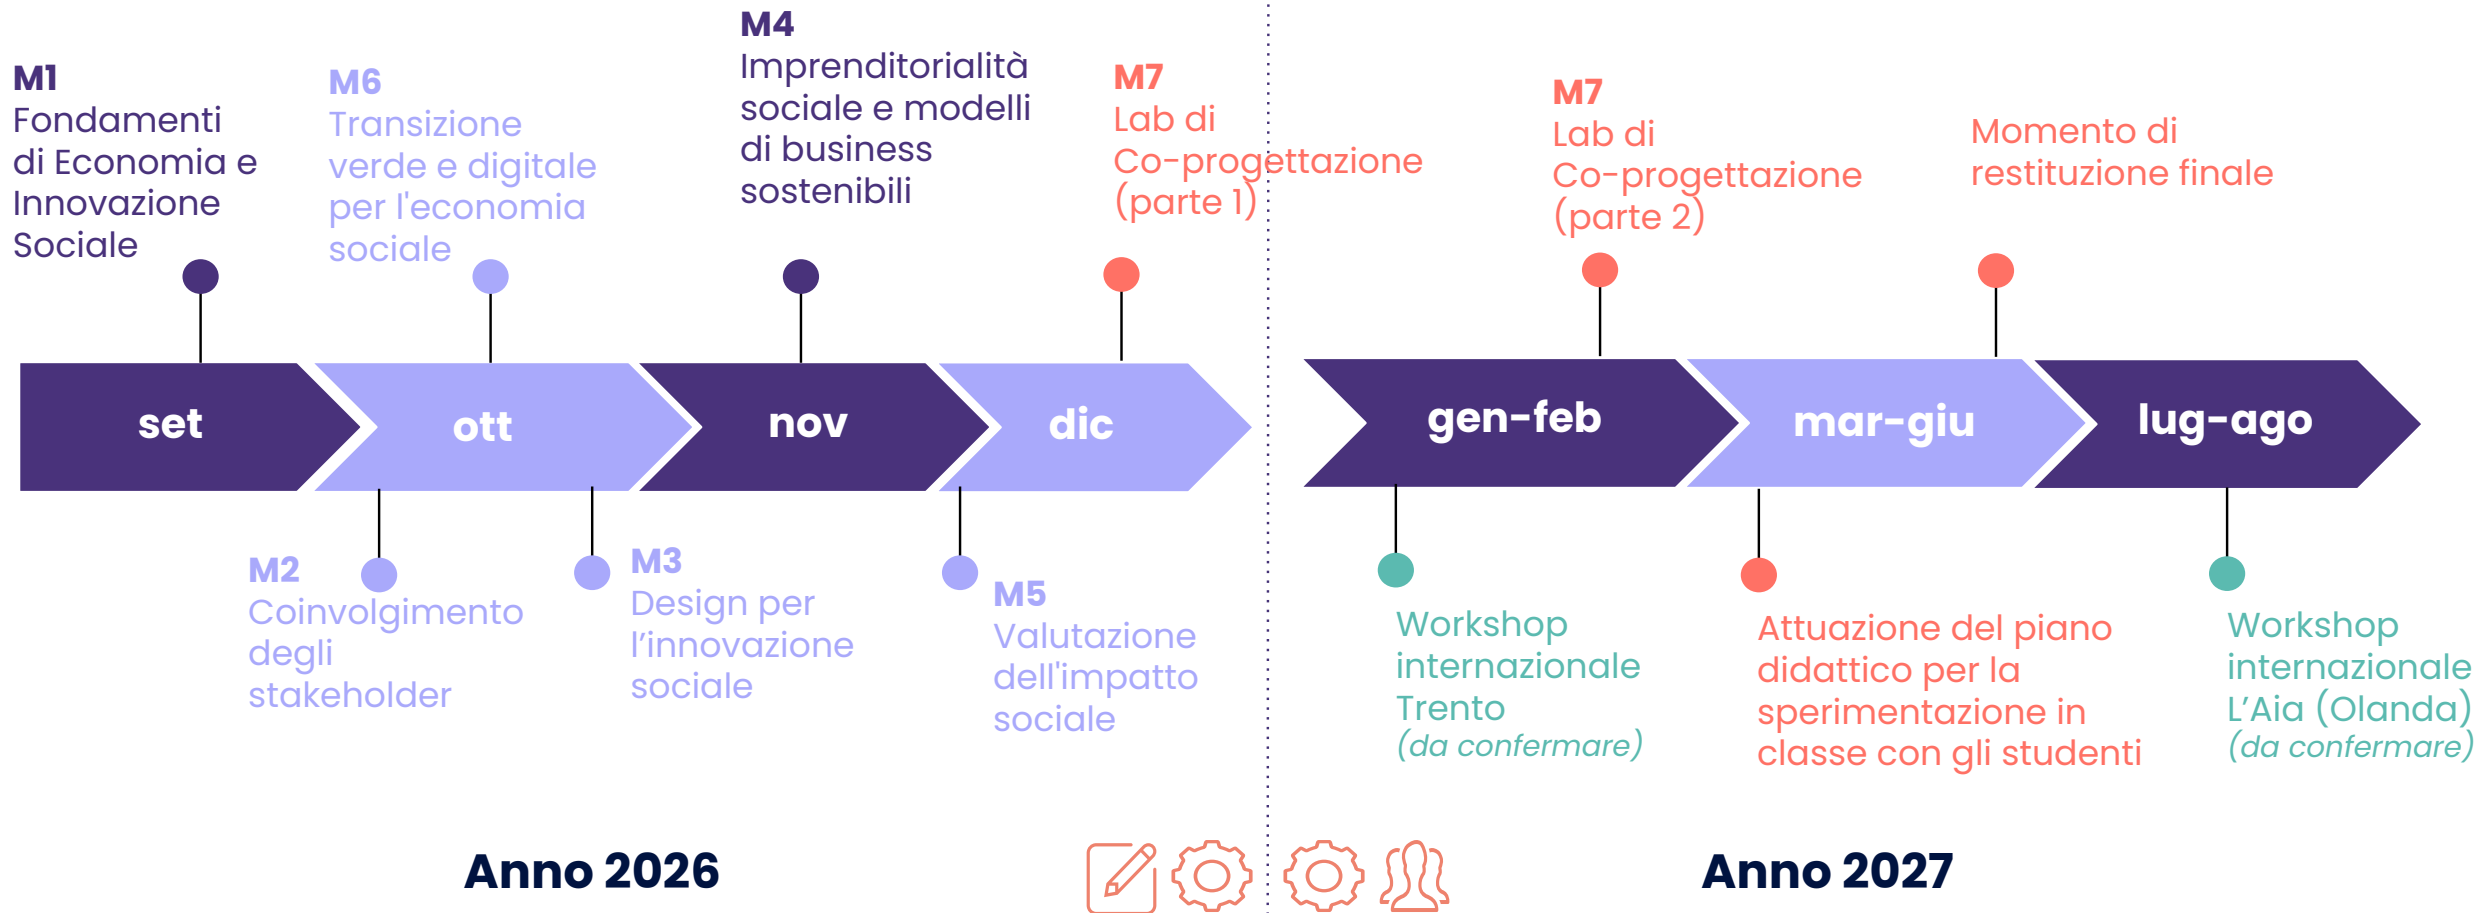 M1
Fondamenti
di Economia e
Innovazione
Sociale
M6
Transizione
verde e digitale
per l'economia
sociale
M4
Imprenditorialità
sociale e modelli
di business
sostenibili
M7
Lab di
Co-progettazione
(parte 1)
M7
Lab di
Co-progettazione
(parte 2)
Momento di
restituzione finale
set
ott
nov
dic
gen-feb
mar-giu
lug-ago
M2
Coinvolgimento
degli
stakeholder
M3
Design per
l’innovazione
sociale
M5
Valutazione
dell'impatto
sociale
Workshop
internazionale
Trento
(da confermare)
Attuazione del piano
didattico per la
sperimentazione in
classe con gli studenti
Workshop
internazionale
L’Aia (Olanda)
(da confermare)
Anno 2026
Anno 2027